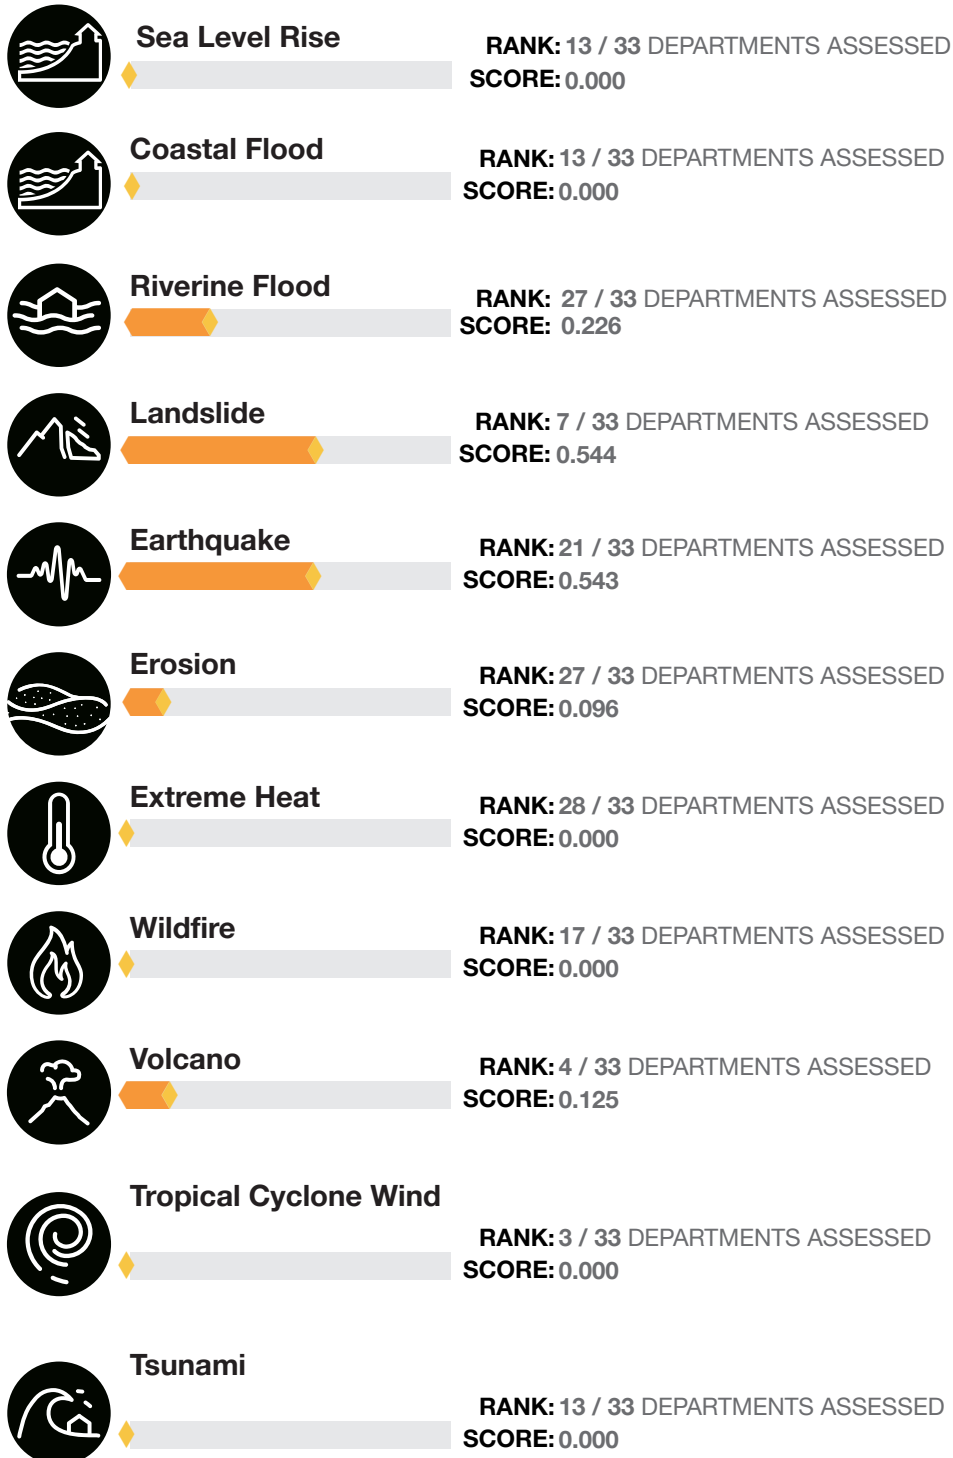 Sea Level Rise
RANK: 13 / 33 DEPARTMENTS ASSESSED
SCORE: 0.000
Coastal Flood
RANK: 13 / 33 DEPARTMENTS ASSESSED
SCORE: 0.000
Riverine Flood
RANK: 27 / 33 DEPARTMENTS ASSESSED
SCORE: 0.226
Landslide
RANK: 7 / 33 DEPARTMENTS ASSESSED
SCORE: 0.544
Earthquake
RANK: 21 / 33 DEPARTMENTS ASSESSED
SCORE: 0.543
Erosion
RANK: 27 / 33 DEPARTMENTS ASSESSED
SCORE: 0.096
Extreme Heat
RANK: 28 / 33 DEPARTMENTS ASSESSED
SCORE: 0.000
Wildfire
RANK: 17 / 33 DEPARTMENTS ASSESSED
SCORE: 0.000
Volcano
RANK: 4 / 33 DEPARTMENTS ASSESSED
SCORE: 0.125
Tropical Cyclone Wind
RANK: 3 / 33 DEPARTMENTS ASSESSED
SCORE: 0.000
Tsunami
RANK: 13 / 33 DEPARTMENTS ASSESSED
SCORE: 0.000